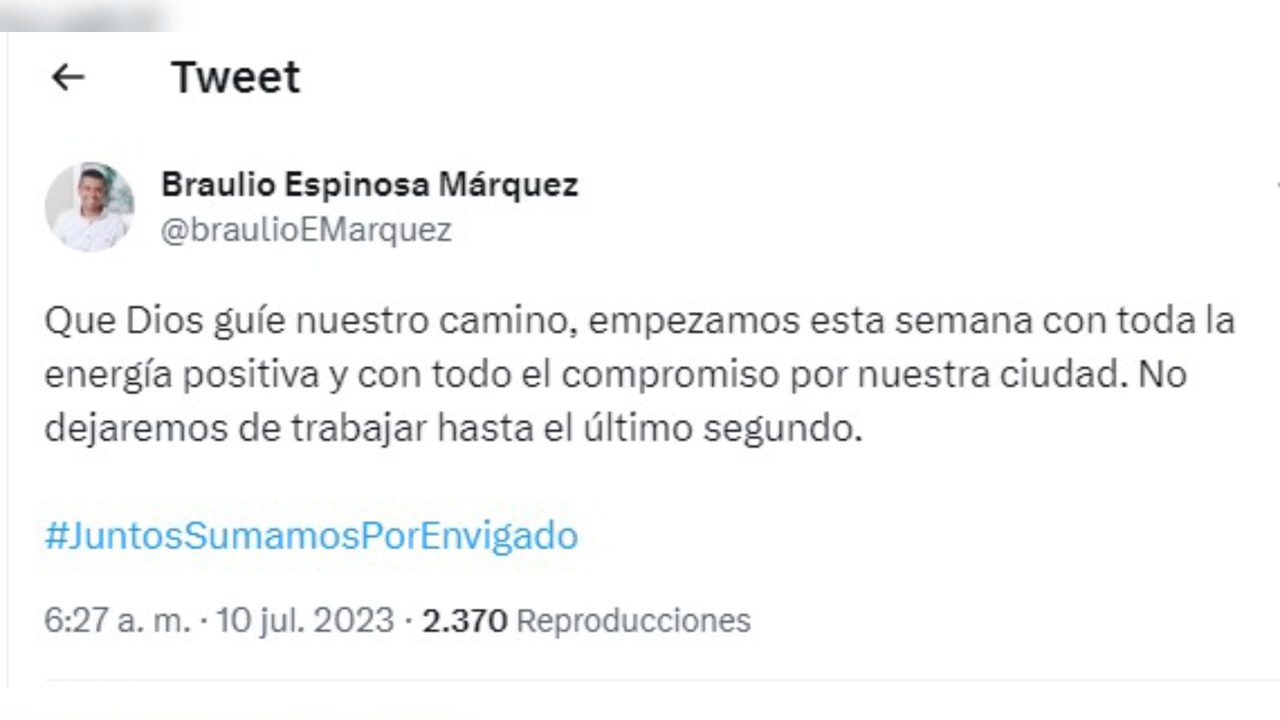 Tweet
Braulio Espinosa Márquez
@braulioEMarquez
Que Dios guíe nuestro camino, empezamos esta semana con toda la
energía positiva y con todo el compromiso por nuestra ciudad. No
dejaremos de trabajar hasta el último segundo.
#JuntosSumamosPorEnvigado
6:27 a. m. · 10 jul. 2023 · 2.370 Reproducciones